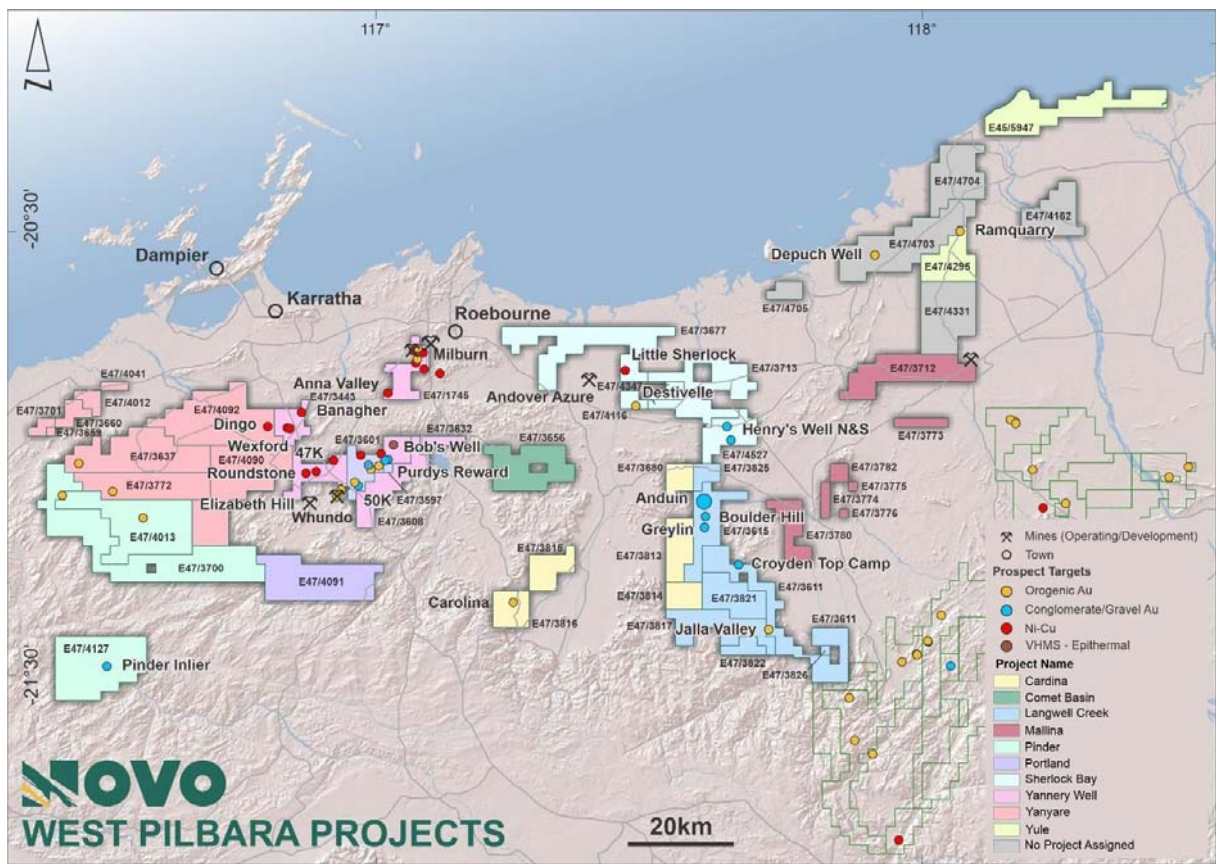 117°
118°
-20°30'
-21°30'
Z
E45/5947
E47/4704
E47/4162
Ramquarry
E47/4703
Depuch Well
E47/4295
E47/4705
E47/4331
Dampier
Karratha
Roebourne
E47/3677
Milburn
Little Sherlock
E47/3713
E47/3712
Anna Valley
E47/1745
Andover Azure
E47/4347
Destivelle
E47/4041
E47/4012
E47/3443
E47/4116
E47/3701
E47/3660
E47/3659
E47/4092
Banagher
Dingo
Henry's Well N&S
E47/3773
Wexford
47K
E47/3601
E47/3632
Bob's Well
E47/4527
E47/3637
E47/4090
E47/3656
Roundstone
Purdys Reward
E47/3680
E47/3825
E47/3782
E47/3775
E47/3774
E47/3776
E47/3772
Elizabeth Hill
50K
E47/3597
Whundo
E47/3608
Anduin
Boulder Hill
E47/3615
Greylin
E47/3780
E47/4013
E47/3700
E47/4091
E47/3818
E47/3813
Croyden Top Camp
E47/3611
E47/3814
E47/3821
Carolina
E47/3816
E47/3817
Jalla Valley
E47/3611
E47/3822
E47/3826
E47/4127
Pinder Inlier
Mines (Operating/Development)
Town
Prospect Targets
Orogenic Au
Conglomerate/Gravel Au
Ni-Cu
VHMS - Epithermal
Project Name
Cardina
Comet Basin
Langwell Creek
Mallina
Pinder
Portland
Sherlock Bay
Yannery Well
Yanyare
Yule
No Project Assigned
NOVO
WEST PILBARA PROJECTS
20km